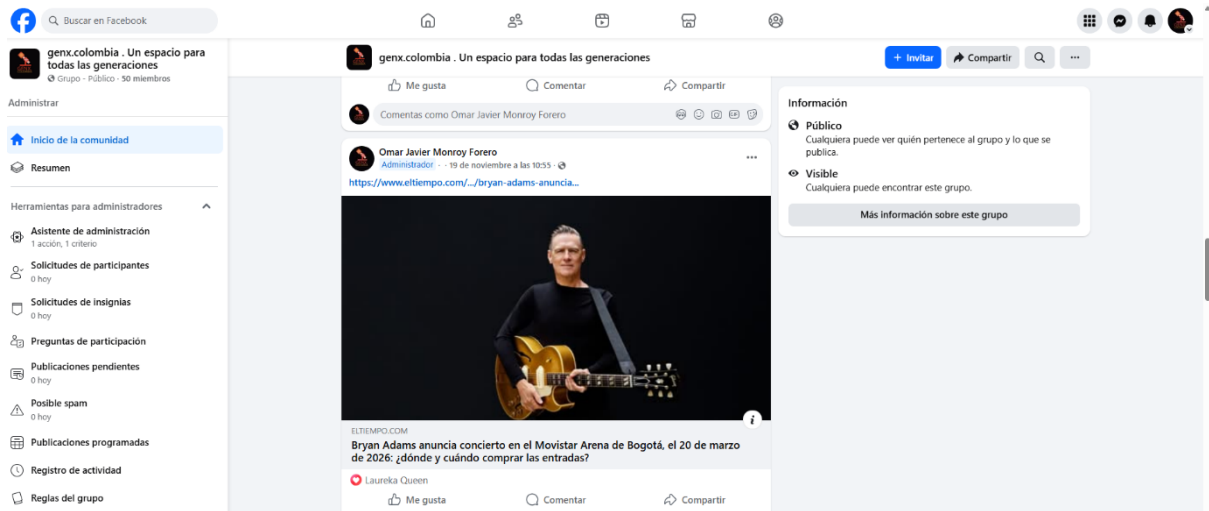 Buscar en Facebook
genx.colombia . Un espacio para
todas las generaciones
Grupo - Público - 50 miembros
Administrar
Inicio de la comunidad
Resumen
Herramientas para administradores
Asistente de administración
1 acción, 1 criterio
Solicitudes de participantes
0 hoy
Solicitudes de insignias
0 hoy
Preguntas de participación
Publicaciones pendientes
0 hoy
Posible spam
0 hoy
Publicaciones programadas
Registro de actividad
Reglas del grupo
genx.colombia . Un espacio para todas las generaciones
+ Invitar
Compartir
Me gusta
Comentar
Compartir
Comentas como Omar Javier Monroy Forero
Omar Javier Monroy Forero
Administrador · · 19 de noviembre a las 10:55 ·
https://www.eltiempo.com/.../bryan-adams-anuncia...
ELTIEMPO.COM
Bryan Adams anuncia concierto en el Movistar Arena de Bogotá, el 20 de marzo
de 2026: ¿dónde y cuándo comprar las entradas?
Laureka Queen
Me gusta
Comentar
Compartir
Información
Público
Cualquiera puede ver quién pertenece al grupo y lo que se
publica.
Visible
Cualquiera puede encontrar este grupo.
Más información sobre este grupo